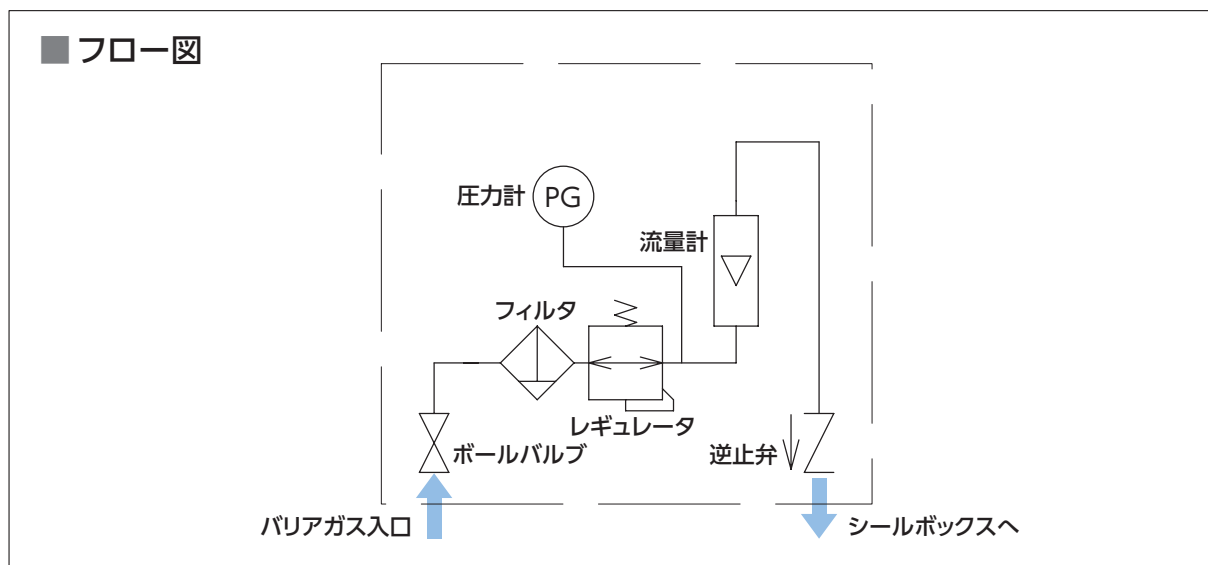 フロー図
圧力計
PG
流量計
フィルタ
レギュレータ
ボールバルブ
逆止弁
バリアガス入口
シールボックスへ